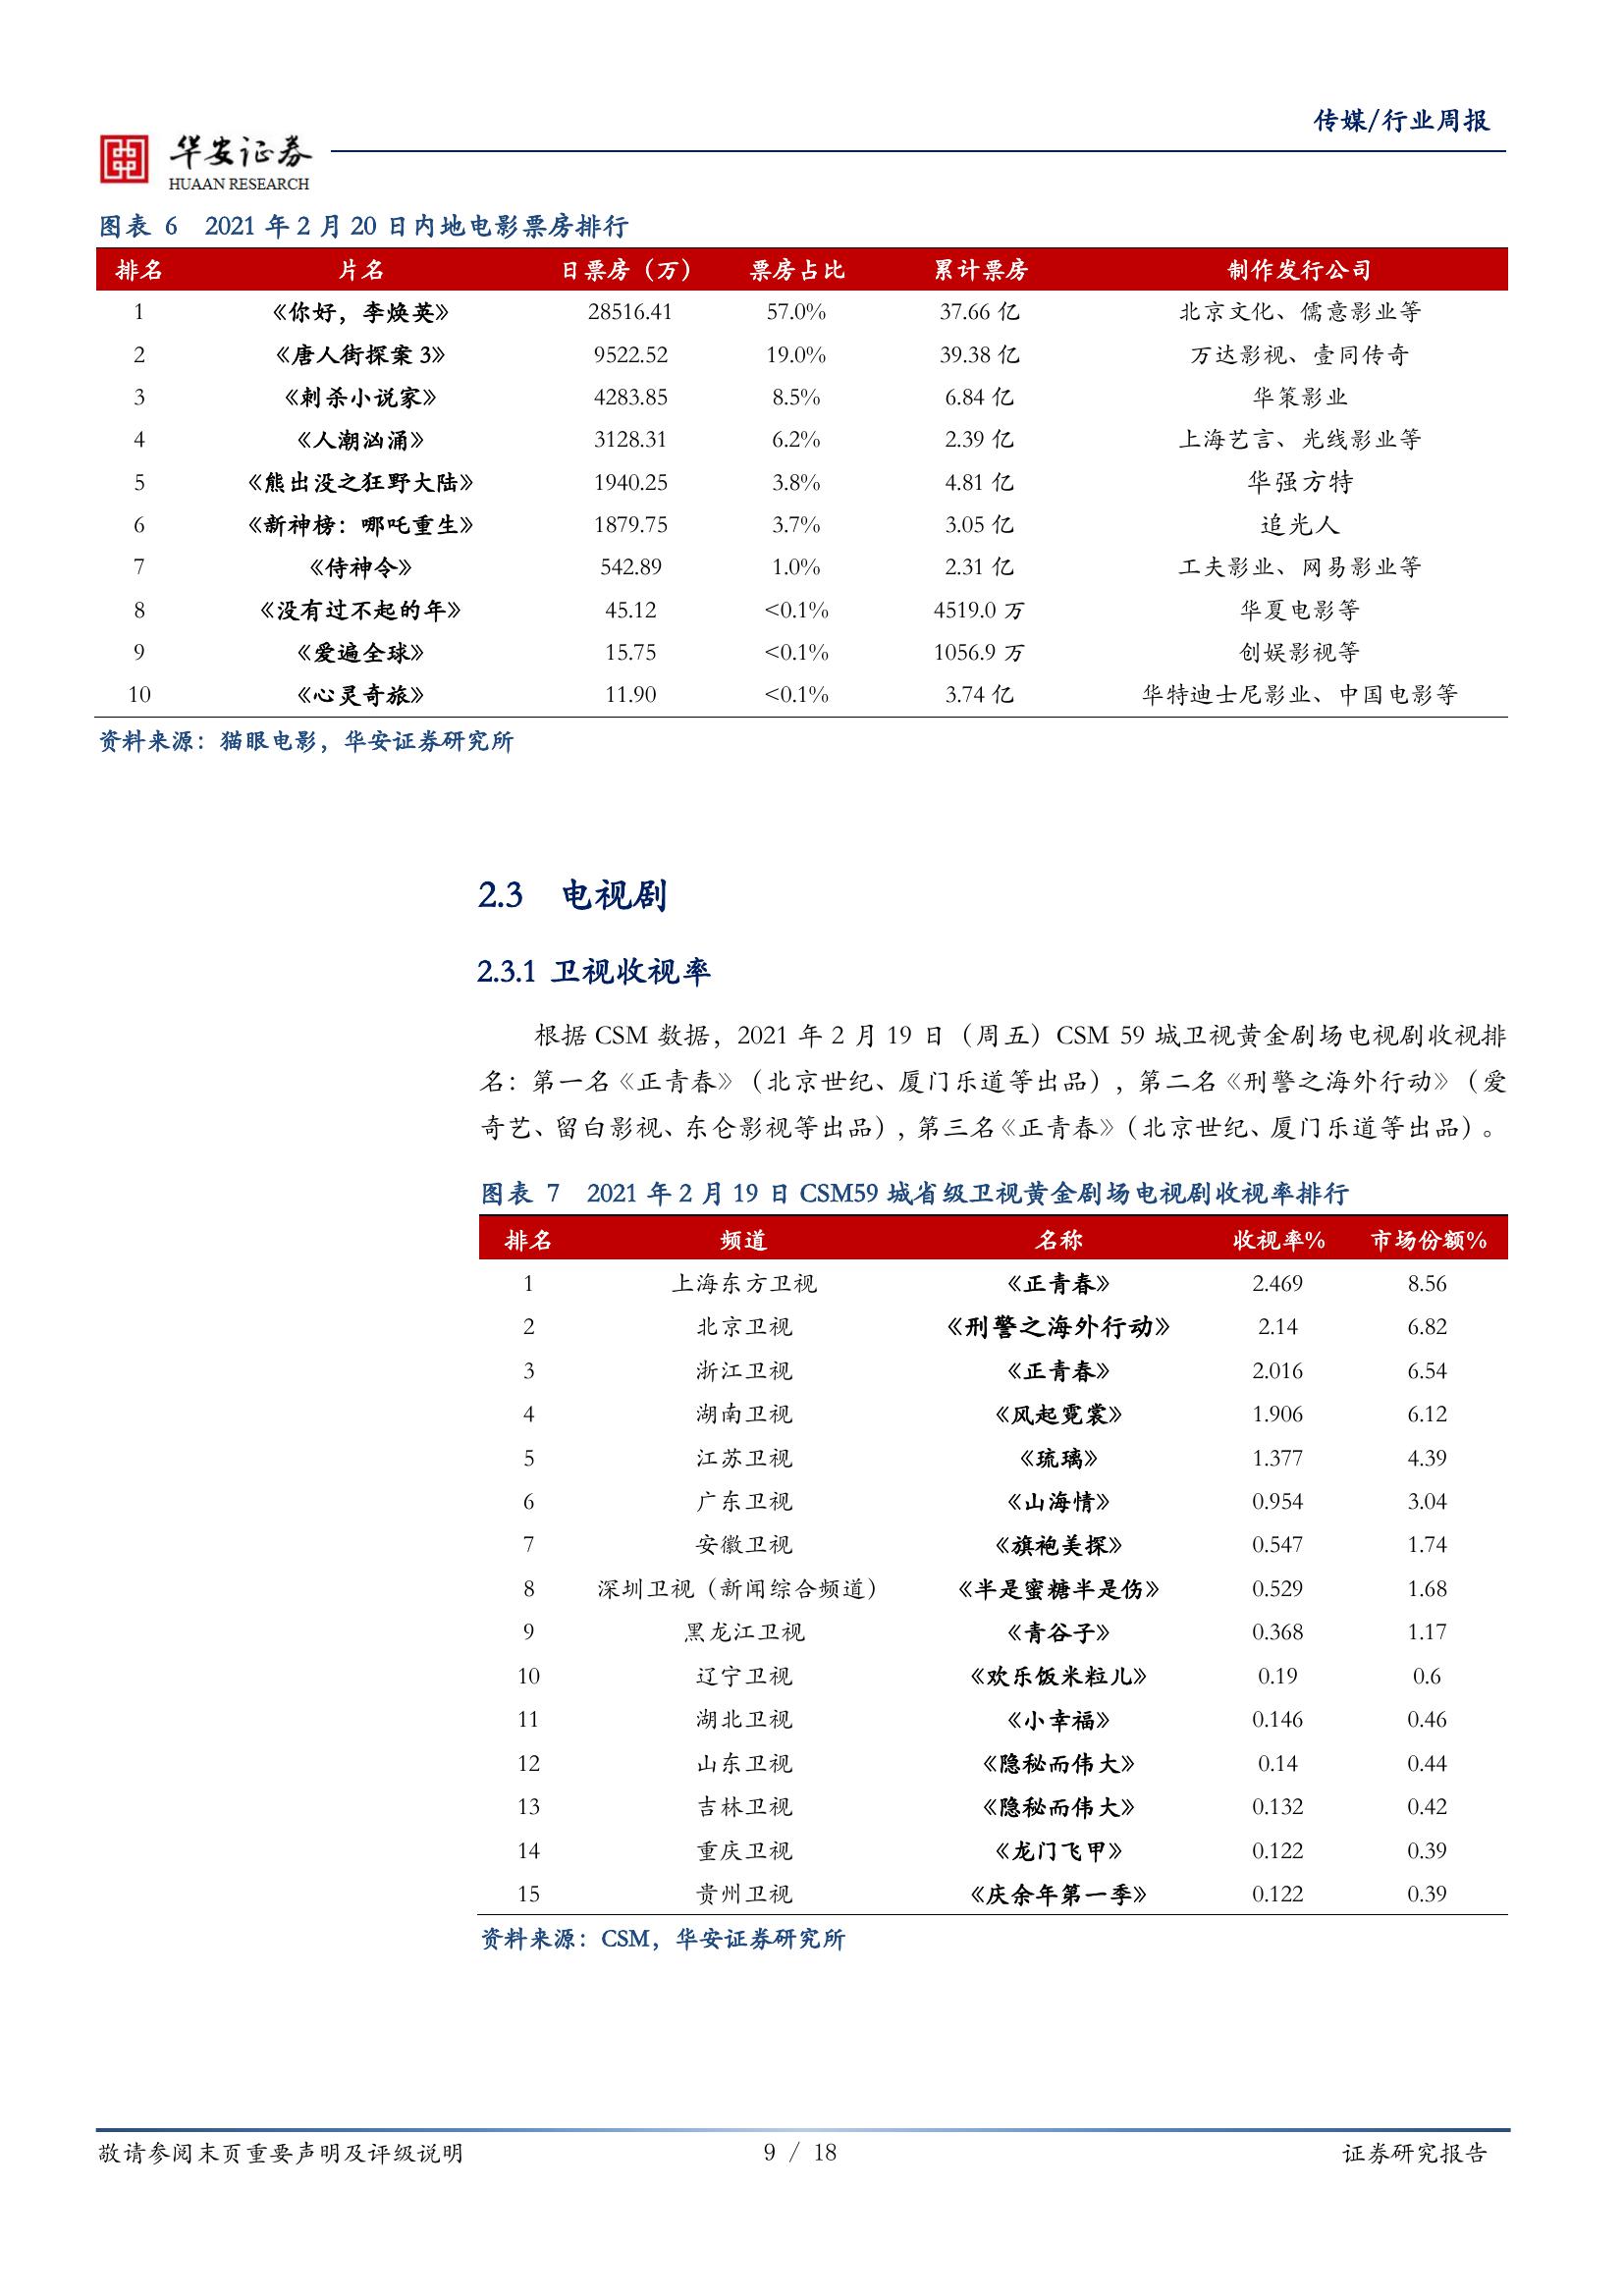 传媒/行业周报
华安证券
HUAAN RESEARCH
图表 6 2021 年 2 月 20 日内地电影票房排行
排名 片名 日票房（万） 票房占比 累计票房 制作发行公司
1 《你好，李焕英》 28516.41 57.0% 37.66 亿 北京文化、儒意影业等
2 《唐人街探案 3》 9522.52 19.0% 39.38 亿 万达影视、壹同传奇
3 《刺杀小说家》 4283.85 8.5% 6.84 亿 华策影业
4 《人潮汹涌》 3128.31 6.2% 2.39 亿 上海艺言、光线影业等
5 《熊出没之狂野大陆》 1940.25 3.8% 4.81 亿 华强方特
6 《新神榜：哪吒重生》 1879.75 3.7% 3.05 亿 追光人
7 《侍神令》 542.89 1.0% 2.31 亿 工夫影业、网易影业等
8 《没有过不起的年》 45.12 <0.1% 4519.0 万 华夏电影等
9 《爱遍全球》 15.75 <0.1% 1056.9 万 创娱影视等
10 《心灵奇旅》 11.90 <0.1% 3.74 亿 华特迪士尼影业、中国电影等
资料来源：猫眼电影，华安证券研究所
2.3 电视剧
2.3.1 卫视收视率
根据 CSM 数据，2021 年 2 月 19 日（周五）CSM 59 城卫视黄金剧场电视剧收视排
名：第一名《正青春》（北京世纪、厦门乐道等出品），第二名《刑警之海外行动》（爱
奇艺、留白影视、东仑影视等出品），第三名《正青春》（北京世纪、厦门乐道等出品）。
图表 7 2021 年 2 月 19 日 CSM59 城省级卫视黄金剧场电视剧收视率排行
排名 频道 名称 收视率% 市场份额%
1 上海东方卫视 《正青春》 2.469 8.56
2 北京卫视 《刑警之海外行动》 2.14 6.82
3 浙江卫视 《正青春》 2.016 6.54
4 湖南卫视 《风起霓裳》 1.906 6.12
5 江苏卫视 《琉璃》 1.377 4.39
6 广东卫视 《山海情》 0.954 3.04
7 安徽卫视 《旗袍美探》 0.547 1.74
8 深圳卫视（新闻综合频道） 《半是蜜糖半是伤》 0.529 1.68
9 黑龙江卫视 《青谷子》 0.368 1.17
10 辽宁卫视 《欢乐饭米粒儿》 0.19 0.6
11 湖北卫视 《小幸福》 0.146 0.46
12 山东卫视 《隐秘而伟大》 0.14 0.44
13 吉林卫视 《隐秘而伟大》 0.132 0.42
14 重庆卫视 《龙门飞甲》 0.122 0.39
15 贵州卫视 《庆余年第一季》 0.122 0.39
资料来源：CSM，华安证券研究所
敬请参阅末页重要声明及评级说明 9 / 18 证券研究报告